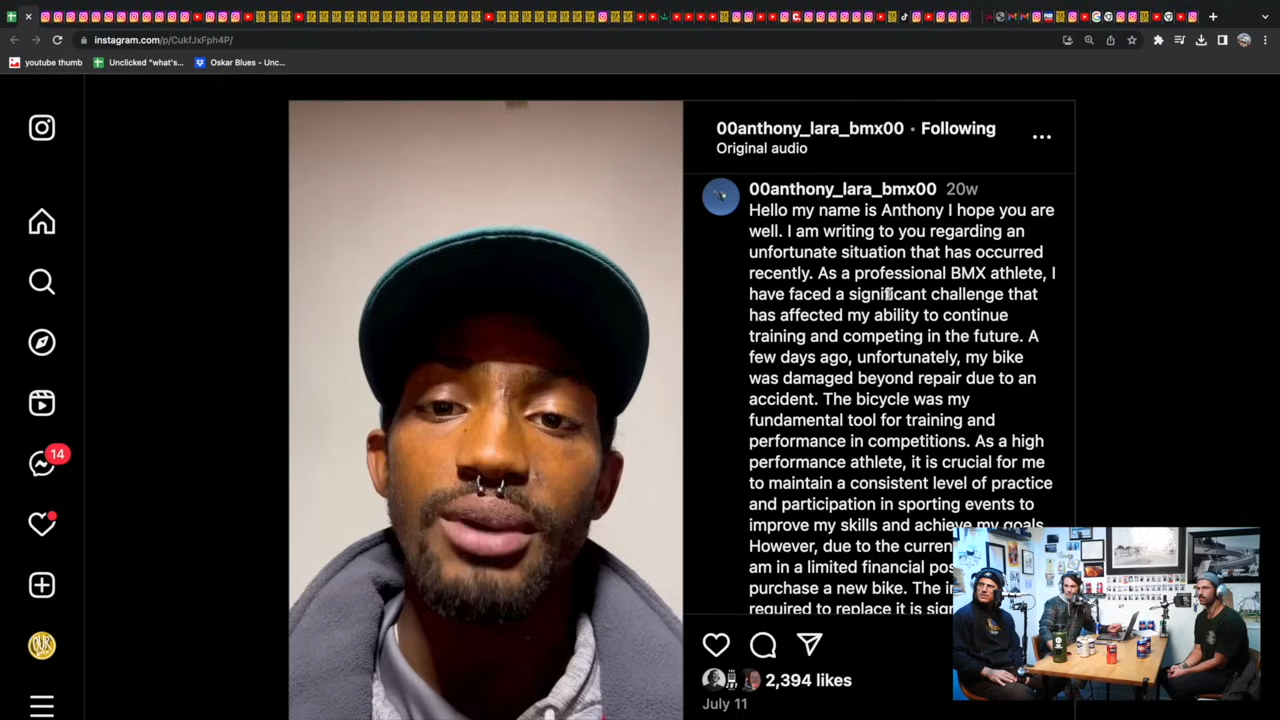 instagram.com/p/CukfJxFph4P/
youtube thumb
Unclicked "what's...
Oskar Blues - Unc...
00anthony_lara_bmx00 • Following
Original audio
00anthony_lara_bmx00 20w
Hello my name is Anthony I hope you are
well. I am writing to you regarding an
unfortunate situation that has occurred
recently. As a professional BMX athlete, I
have faced a significant challenge that
has affected my ability to continue
training and competing in the future. A
few days ago, unfortunately, my bike
was damaged beyond repair due to an
accident. The bicycle was my
fundamental tool for training and
performance in competitions. As a high
performance athlete, it is crucial for me
to maintain a consistent level of practice
and participation in sporting events to
improve my skills and achieve my goals
However, due to the curren
am in a limited financial pos
purchase a new bike. The i
required to replace it is sig
14
OUR
2,394 likes
July 11